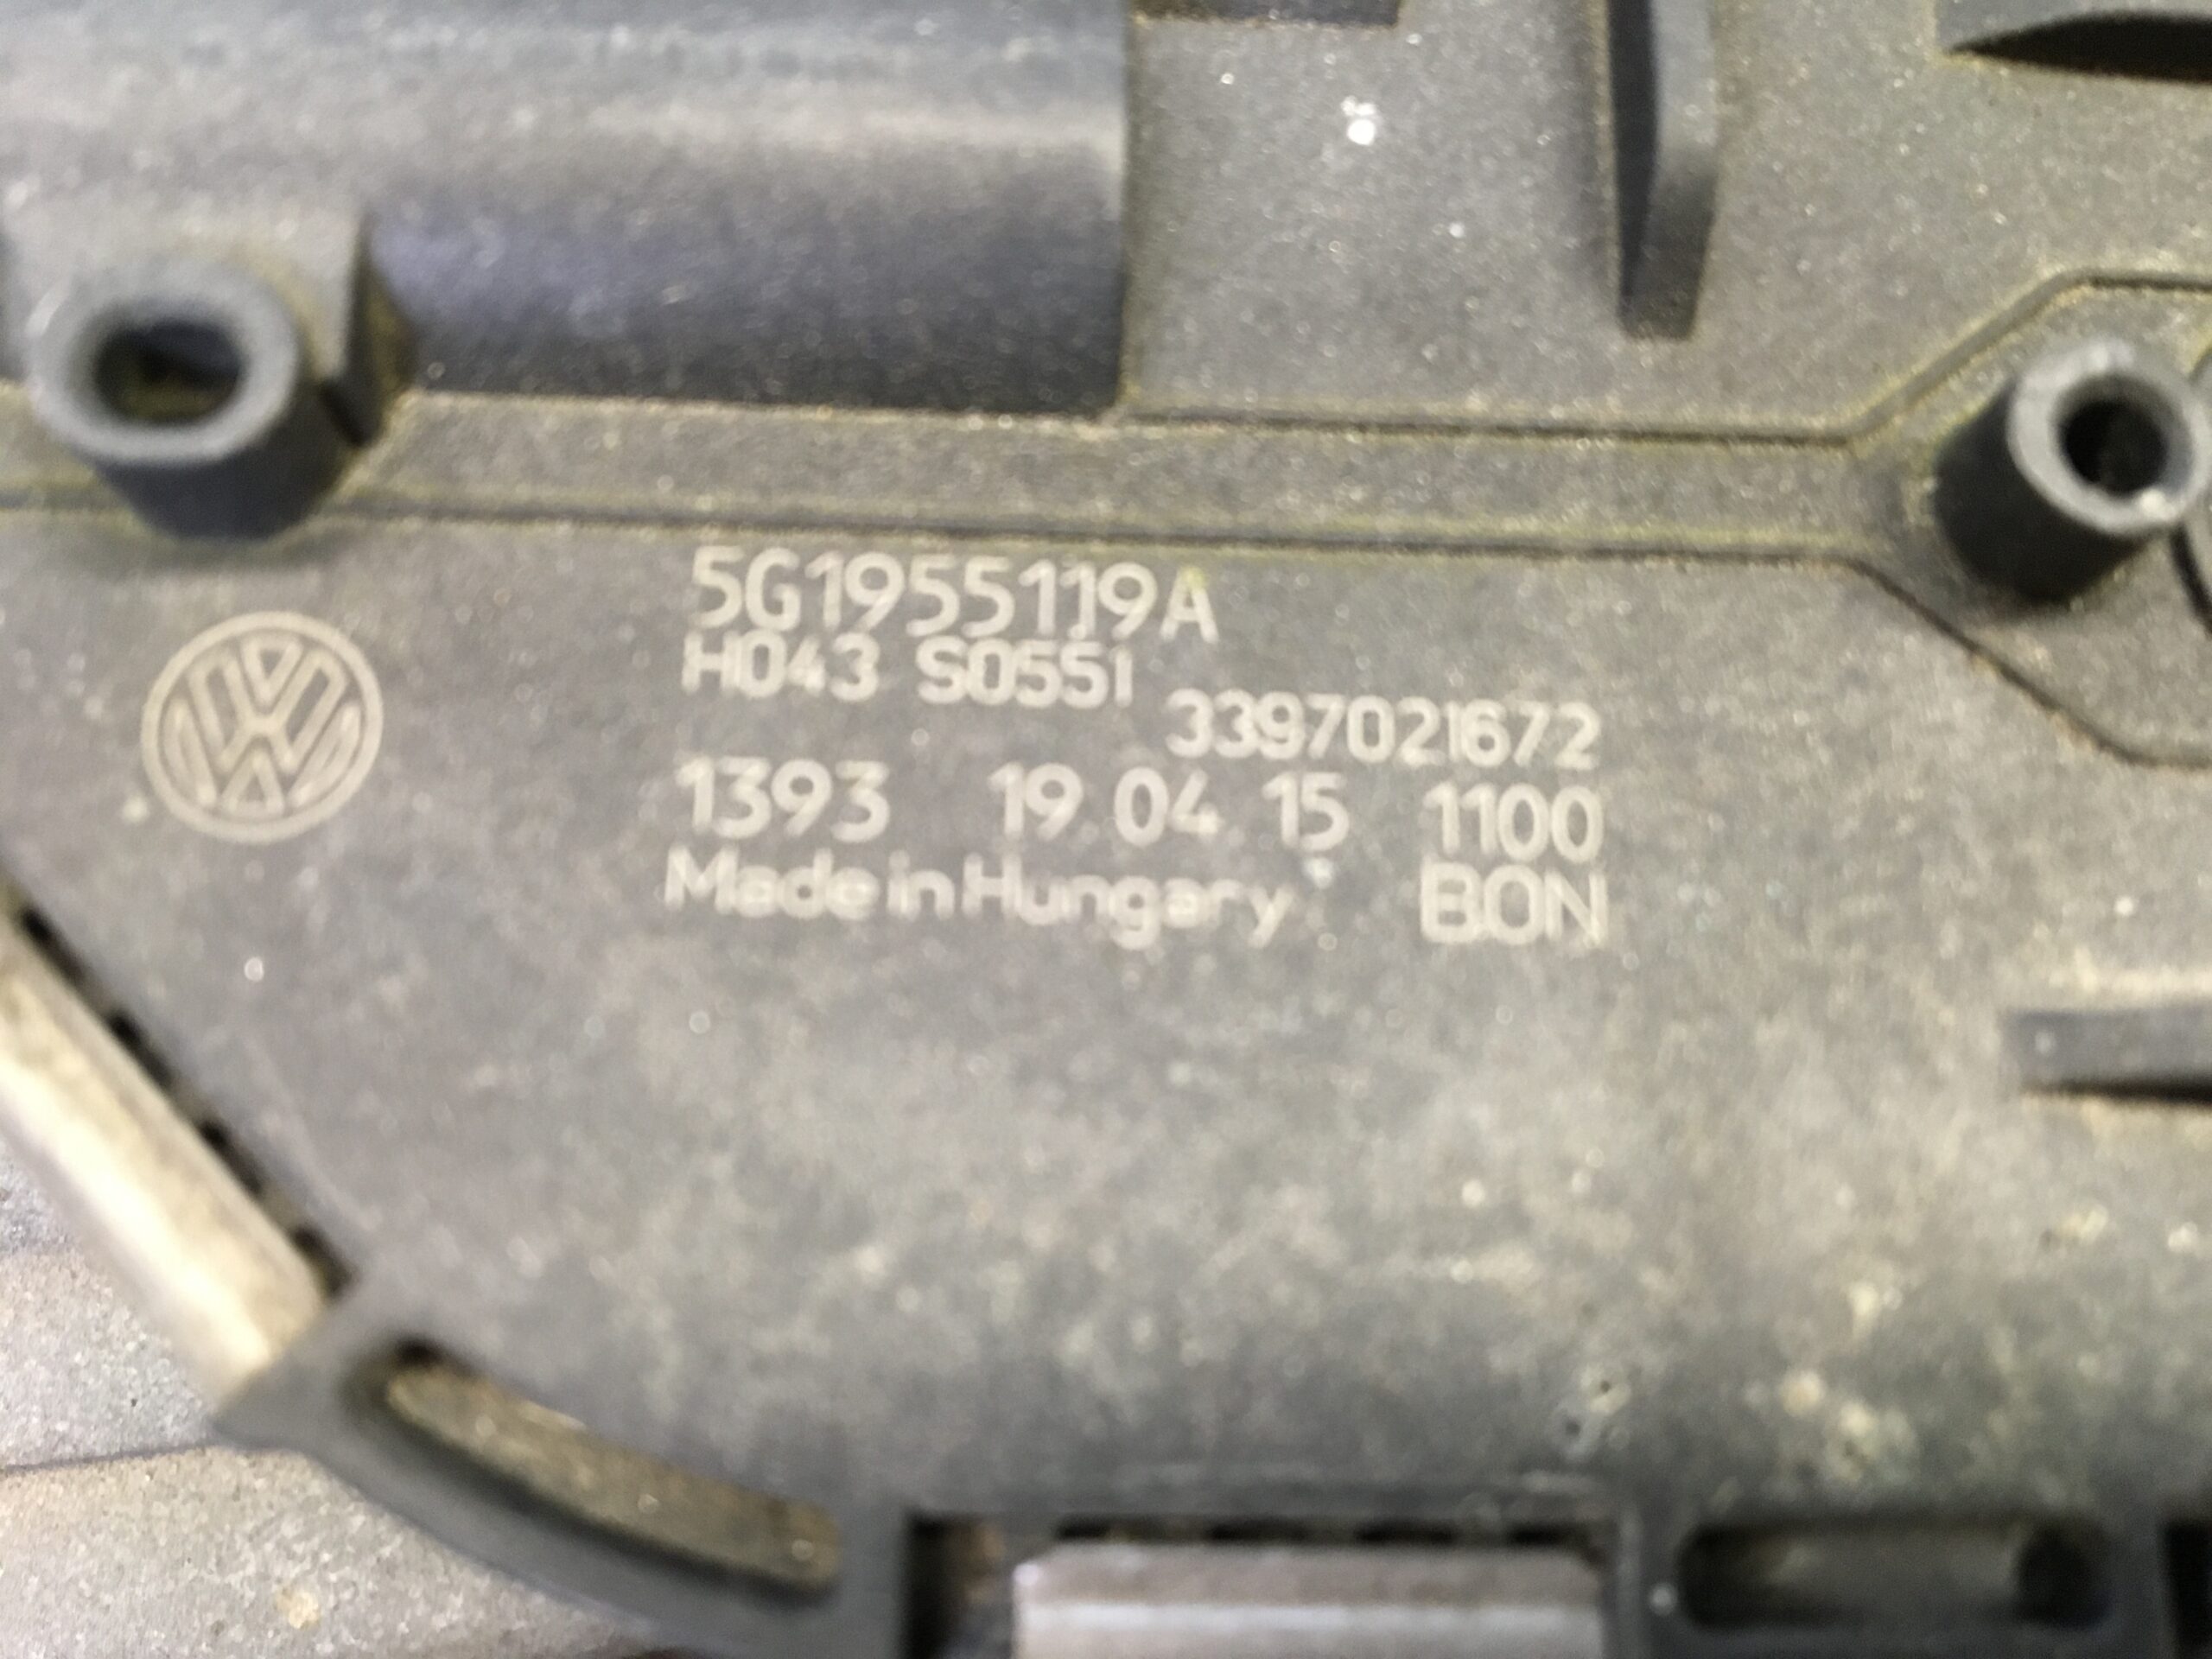 5G1955119A
H043 S0551
3397021672
1393 19.04.15 1100
Made in Hungary BON